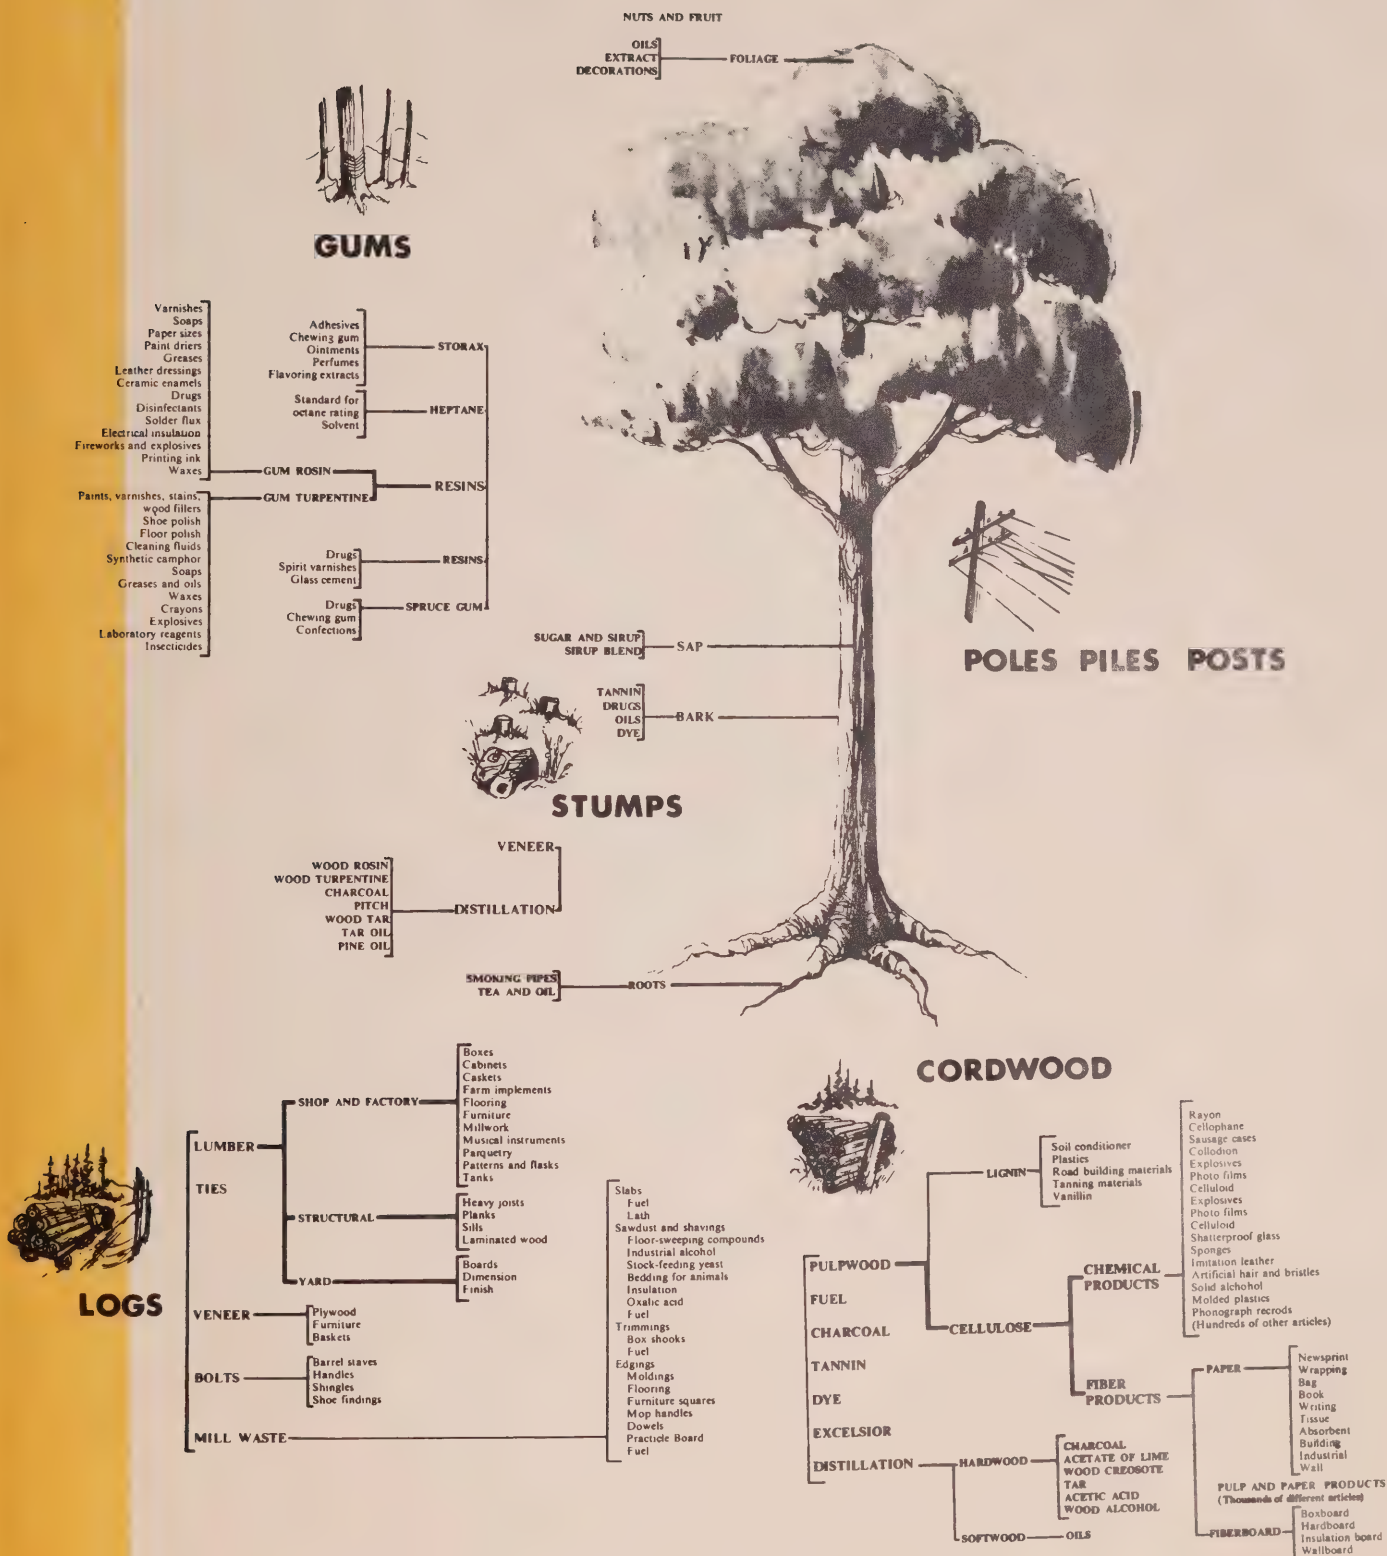 NUTS AND FRUIT
OILS
EXTRACT
DECORATIONS
FOLIAGE
GUMS
Varnishes
Soaps
Paper sizes
Paint driers
Greases
Leather dressings
Ceramic enamels
Drugs
Disinfectants
Solder flux
Electrical insulation
Fireworks and explosives
Printing ink
Waxes
GUM ROSIN
Paints, varnishes, stains,
wood fillers
Shoe polish
Floor polish
Cleaning fluids
Synthetic camphor
Soaps
Greases and oils
Waxes
Crayons
Explosives
Laboratory reagents
Insecticides
GUM TURPENTINE
Adhesives
Chewing gum
Ointments
Perfumes
Flavoring extracts
STORAX
Standard for
octane rating
Solvent
HEPTANE
RESINS
Drugs
Spirit varnishes
Glass cement
RESINS
Drugs
Chewing gum
Confections
SPRUCE GUM
SUGAR AND SIRUP
SIRUP BLEND
SAP
TANNIN
DRUGS
OILS
DYE
BARK
POLES PILES POSTS
STUMPS
VENEER
WOOD ROSIN
WOOD TURPENTINE
CHARCOAL
PITCH
WOOD TAR
TAR OIL
PINE OIL
DISTILLATION
SMOKING PIPES
TEA AND OIL
ROOTS
LOGS
LUMBER
SHOP AND FACTORY
Boxes
Cabinets
Caskets
Farm implements
Flooring
Furniture
Millwork
Musical instruments
Parquetry
Patterns and flasks
Tanks
STRUCTURAL
Heavy joists
Planks
Sills
Laminated wood
YARD
Boards
Dimension
Finish
TIES
VENEER
Plywood
Furniture
Baskets
BOLTS
Barrel staves
Handles
Shingles
Shoe findings
MILL WASTE
Slabs
Fuel
Lath
Sawdust and shavings
Floor-sweeping compounds
Industrial alcohol
Stock-feeding yeast
Bedding for animals
Insulation
Oxalic acid
Fuel
Trimmings
Box shooks
Fuel
Edgings
Moldings
Flooring
Furniture squares
Mop handles
Dowels
Practicle Board
Fuel
CORDWOOD
PULPWOOD
LIGNIN
Soil conditioner
Plastics
Road building materials
Tanning materials
Vanillin
CELLULOSE
CHEMICAL
PRODUCTS
Rayon
Cellophane
Sausage cases
Collodion
Explosives
Photo films
Celluloid
Explosives
Photo films
Celluloid
Shatterproof glass
Sponges
Imitation leather
Artificial hair and bristles
Solid alchohol
Molded plastics
Phonograph recrods
(Hundreds of other articles)
FIBER
PRODUCTS
PAPER
Newsprint
Wrapping
Bag
Book
Writing
Tissue
Absorbent
Building
Industrial
Wall
PULP AND PAPER PRODUCTS
(Thousands of different articles)
FIBERBOARD
Boxboard
Hardboard
Insulation board
Wallboard
FUEL
CHARCOAL
TANNIN
DYE
EXCELSIOR
DISTILLATION
HARDWOOD
CHARCOAL
ACETATE OF LIME
WOOD CREOSOTE
TAR
ACETIC ACID
WOOD ALCOHOL
SOFTWOOD
OILS